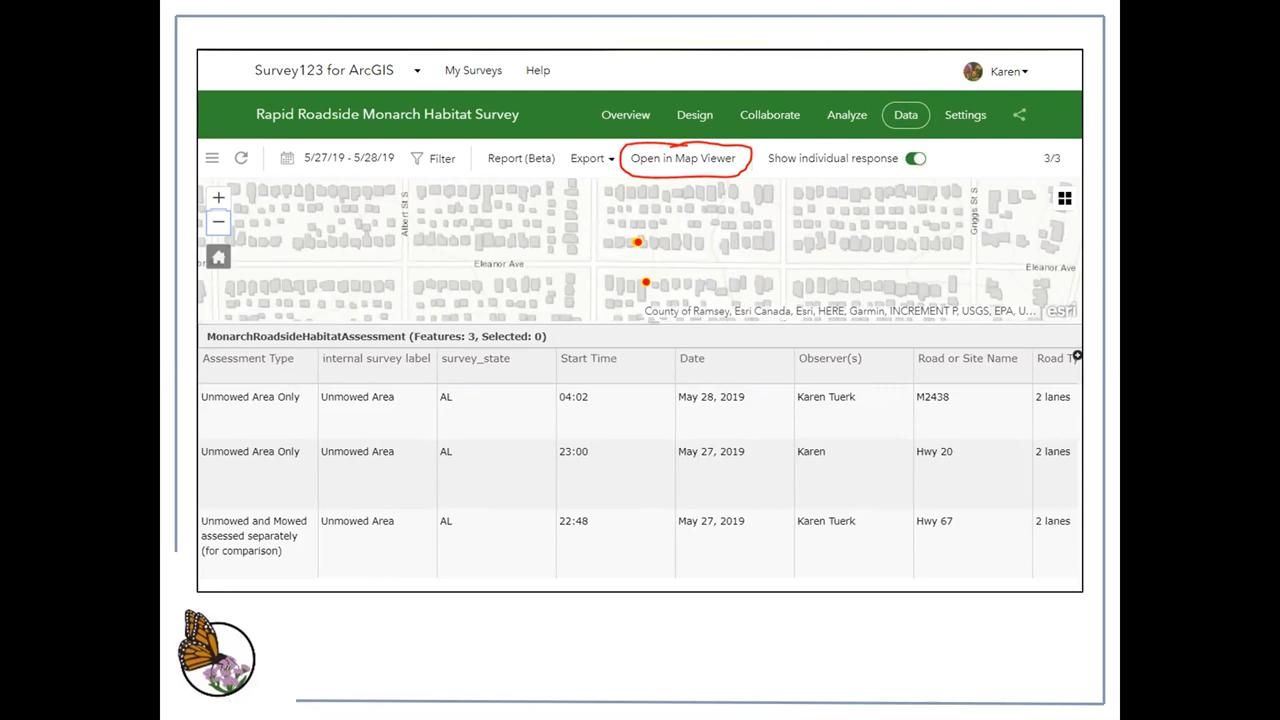 Survey123 for ArcGIS My Surveys Help Karen
Rapid Roadside Monarch Habitat Survey Overview Design Collaborate Analyze Data Settings
5/27/19 - 5/28/19 Filter Report (Beta) Export Open in Map Viewer Show individual response 3/3
Albert St S
Griggs St S
Eleanor Ave
Eleanor Ave
County of Ramsey, Esri Canada, Esri, HERE, Garmin, INCREMENT P, USGS, EPA, U...
esri
MonarchRoadsideHabitatAssessment (Features: 3, Selected: 0)
Assessment Type internal survey label survey_state Start Time Date Observer(s) Road or Site Name Road Ty
Unmowed Area Only Unmowed Area AL 04:02 May 28, 2019 Karen Tuerk M2438 2 lanes
Unmowed Area Only Unmowed Area AL 23:00 May 27, 2019 Karen Hwy 20 2 lanes
Unmowed and Mowed Unmowed Area AL 22:48 May 27, 2019 Karen Tuerk Hwy 67 2 lanes
assessed separately
(for comparison)